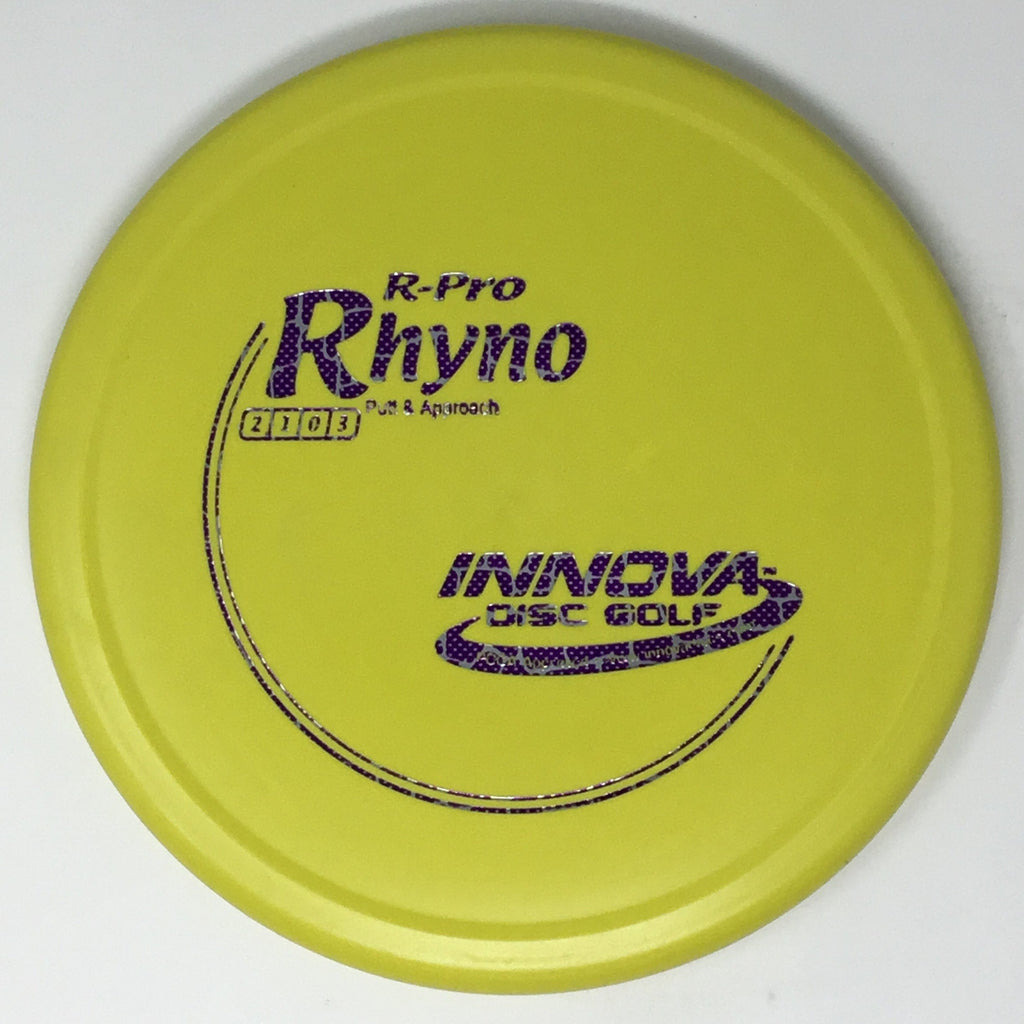 R-Pro
Rhyno
Putt & Approach
2 1 0 3
INNOVA
DISC GOLF